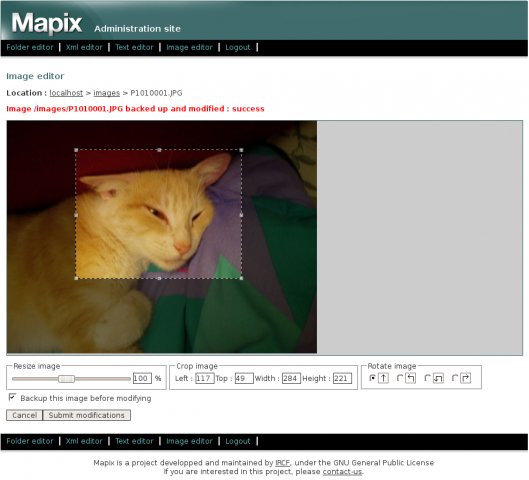 Mapix Administration site
Folder editor Xml editor Text editor Image editor Logout
Image editor
Location : localhost > images > P1010001.JPG
Image /images/P1010001.JPG backed up and modified : success
Resize image Crop image Rotate image
100 % Left : 117 Top : 49 Width : 284 Height : 221
Backup this image before modifying
Cancel Submit modifications
Folder editor Xml editor Text editor Image editor Logout
Mapix is a project developped and maintained by IRCF, under the GNU General Public License
If you are interested in this project, please contact-us.